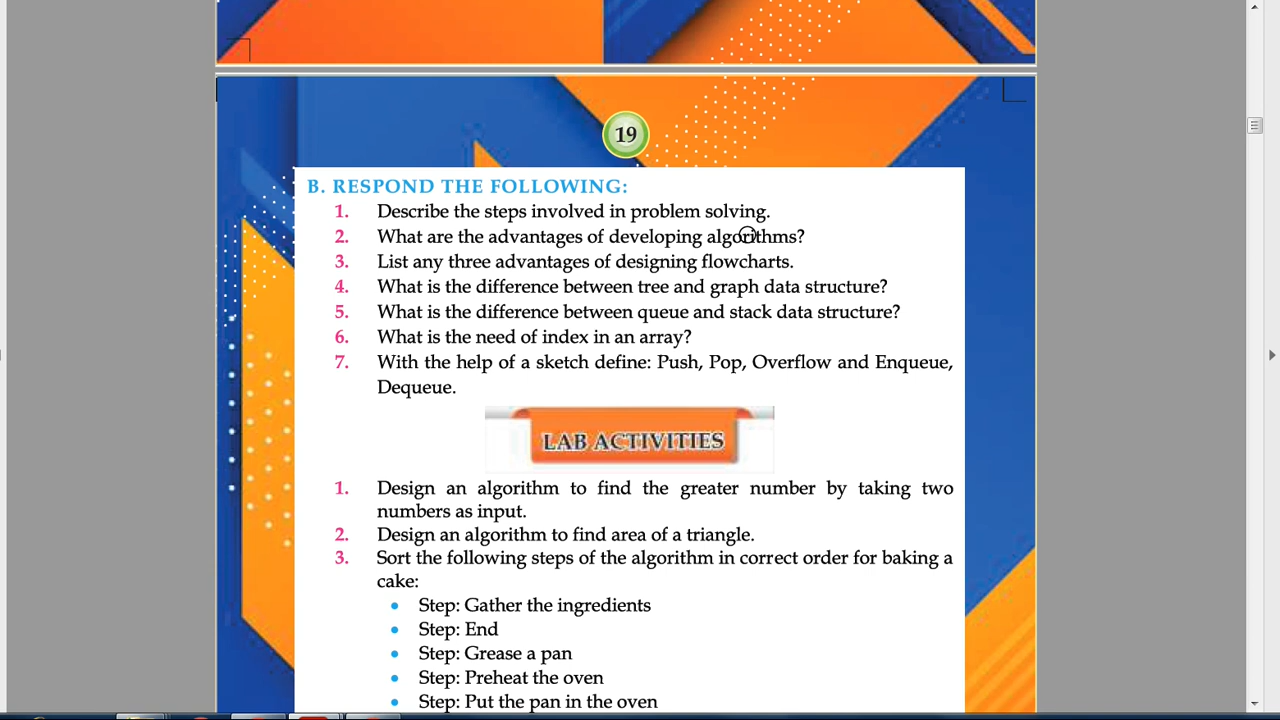 19
B. RESPOND THE FOLLOWING:
1. Describe the steps involved in problem solving.
2. What are the advantages of developing algorithms?
3. List any three advantages of designing flowcharts.
4. What is the difference between tree and graph data structure?
5. What is the difference between queue and stack data structure?
6. What is the need of index in an array?
7. With the help of a sketch define: Push, Pop, Overflow and Enqueue,
Dequeue.
LAB ACTIVITIES
1. Design an algorithm to find the greater number by taking two
numbers as input.
2. Design an algorithm to find area of a triangle.
3. Sort the following steps of the algorithm in correct order for baking a
cake:
• Step: Gather the ingredients
• Step: End
• Step: Grease a pan
• Step: Preheat the oven
• Step: Put the pan in the oven